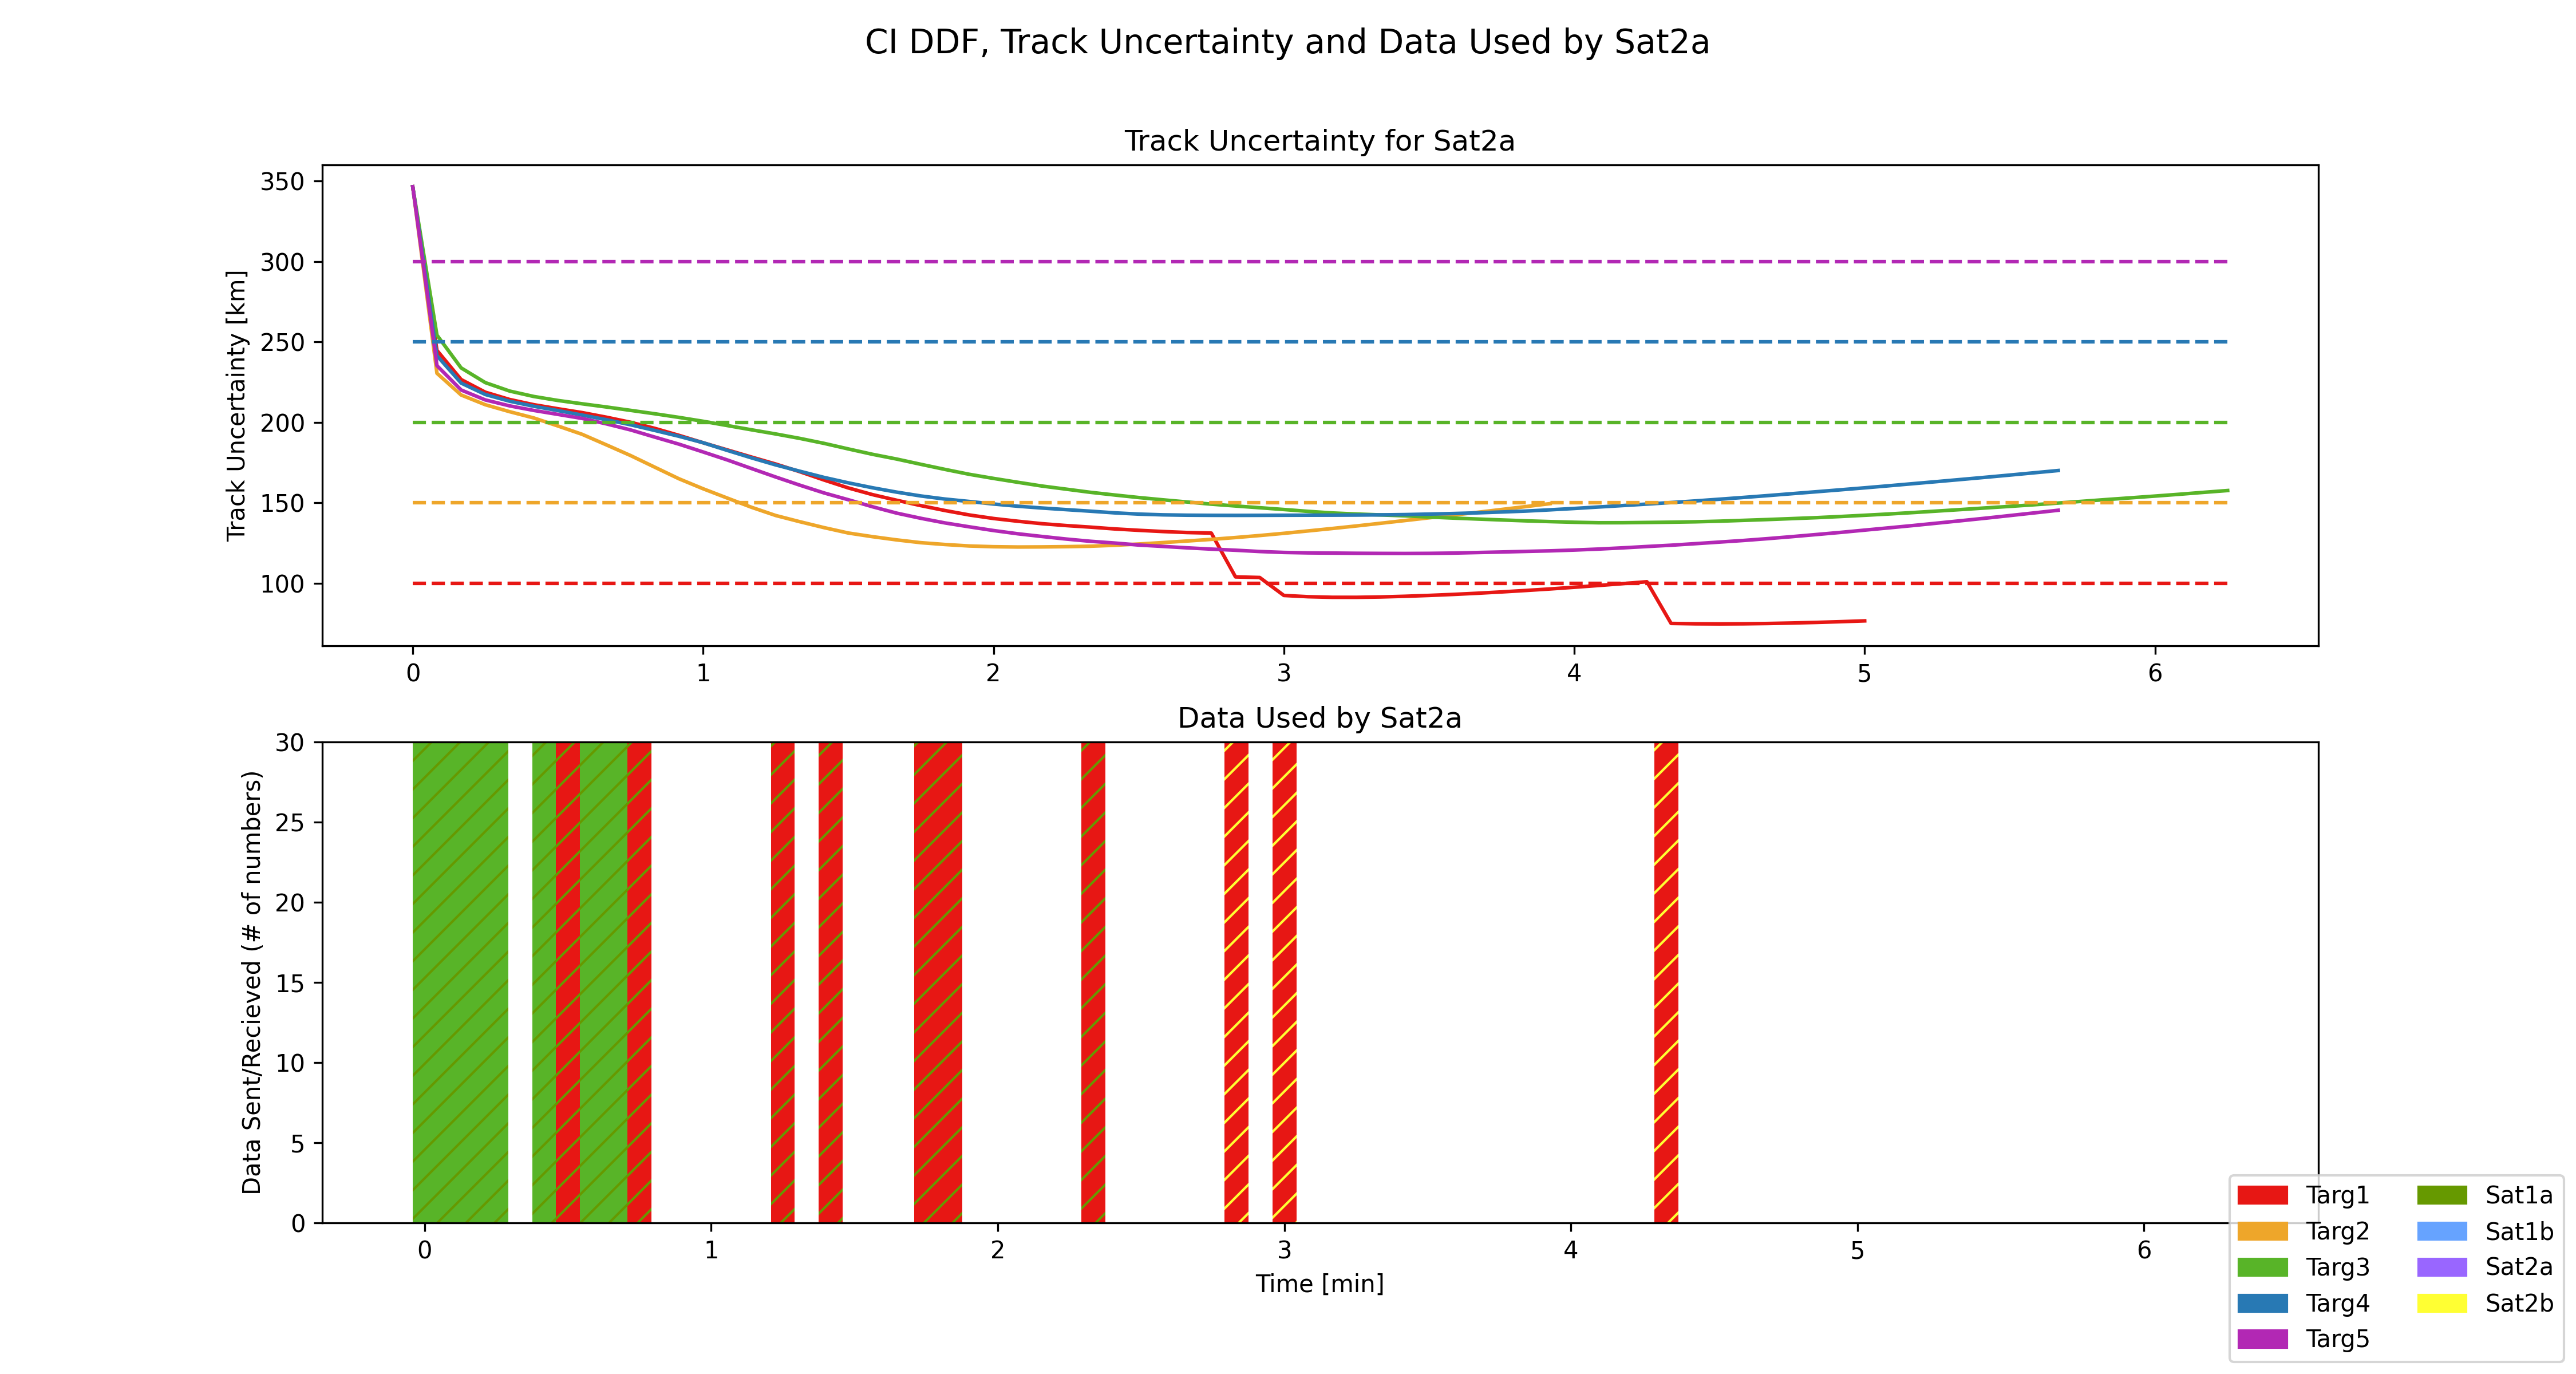 CI DDF, Track Uncertainty and Data Used by Sat2a
Track Uncertainty for Sat2a
Track Uncertainty [km]
350
300
250
200
150
100
0 1 2 3 4 5 6
Data Used by Sat2a
Data Sent/Recieved (# of numbers)
30
25
20
15
10
5
0
0 1 2 3 4 5 6
Time [min]
Targ1 Sat1a
Targ2 Sat1b
Targ3 Sat2a
Targ4 Sat2b
Targ5